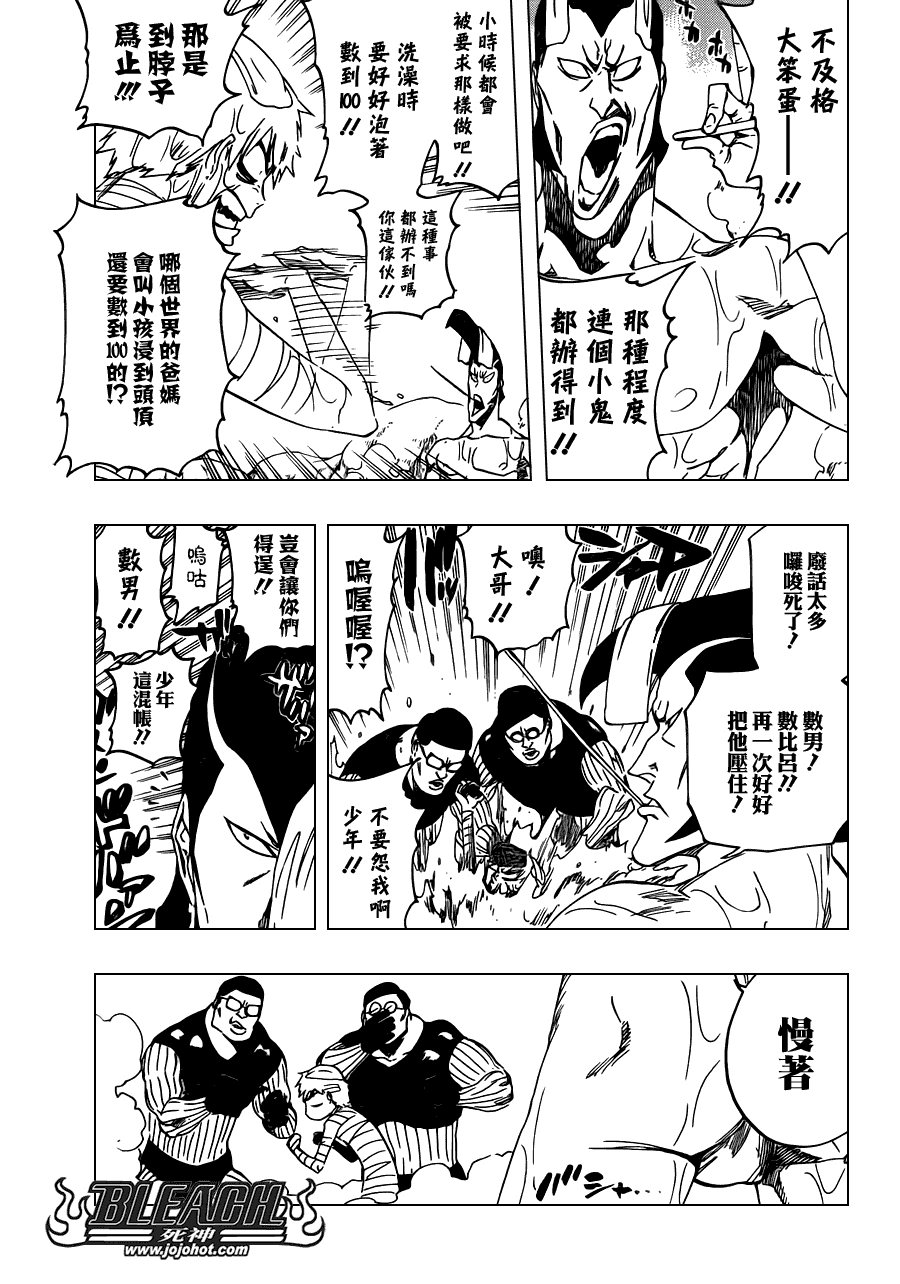 不及格
大笨蛋——!!
那種程度
連個小鬼
都辦得到!!
小時候都會
被要求那樣做吧!!
洗澡時
要好好泡著
數到100!!
這種事
都辦不到嗎
你這傢伙!!
那是
到脖子
為止!!!
哪個世界的爸媽
會叫小孩浸到頭頂
還要數到100的!?
廢話太多
囉唆死了!
數男!
數比呂!!
再一次好好
把他壓住!
噢!
大哥!
嗚喔喔!?
不要怨我啊
少年!!
豈會讓你們
得逞!!
嗚咕
數男!!
少年
這混帳!!
慢著
BLEACH
死神
www.jojohot.com